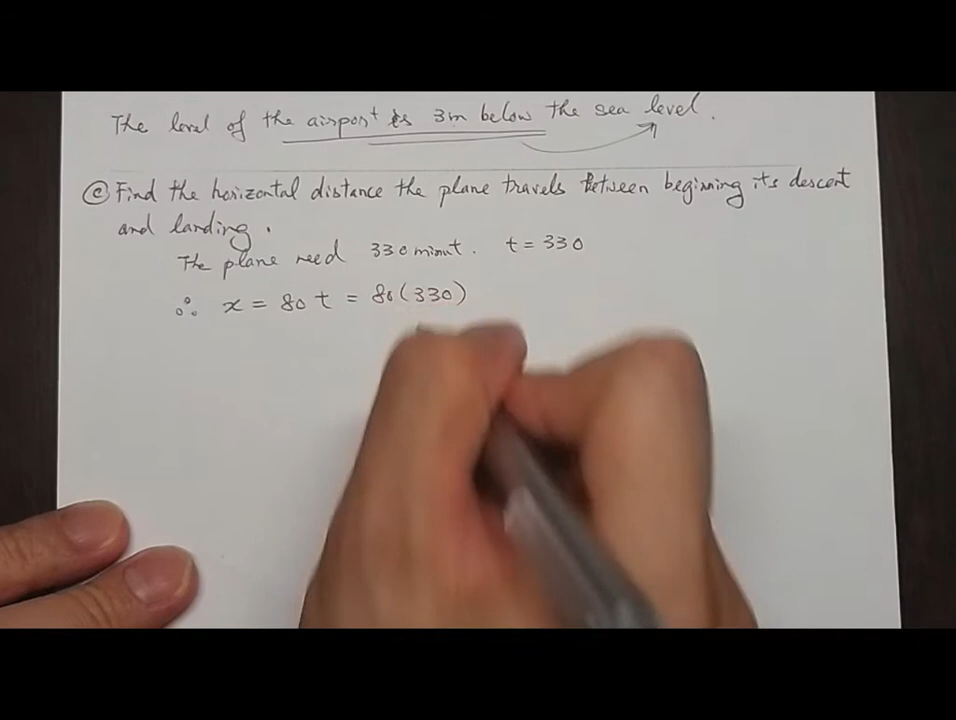 The level of the airport is 3m below the sea level.
ⓒ Find the horizontal distance the plane travels between beginning its descent
and landing.
The plane need 330 minut. t = 330
∴ x = 80 t = 80(330)